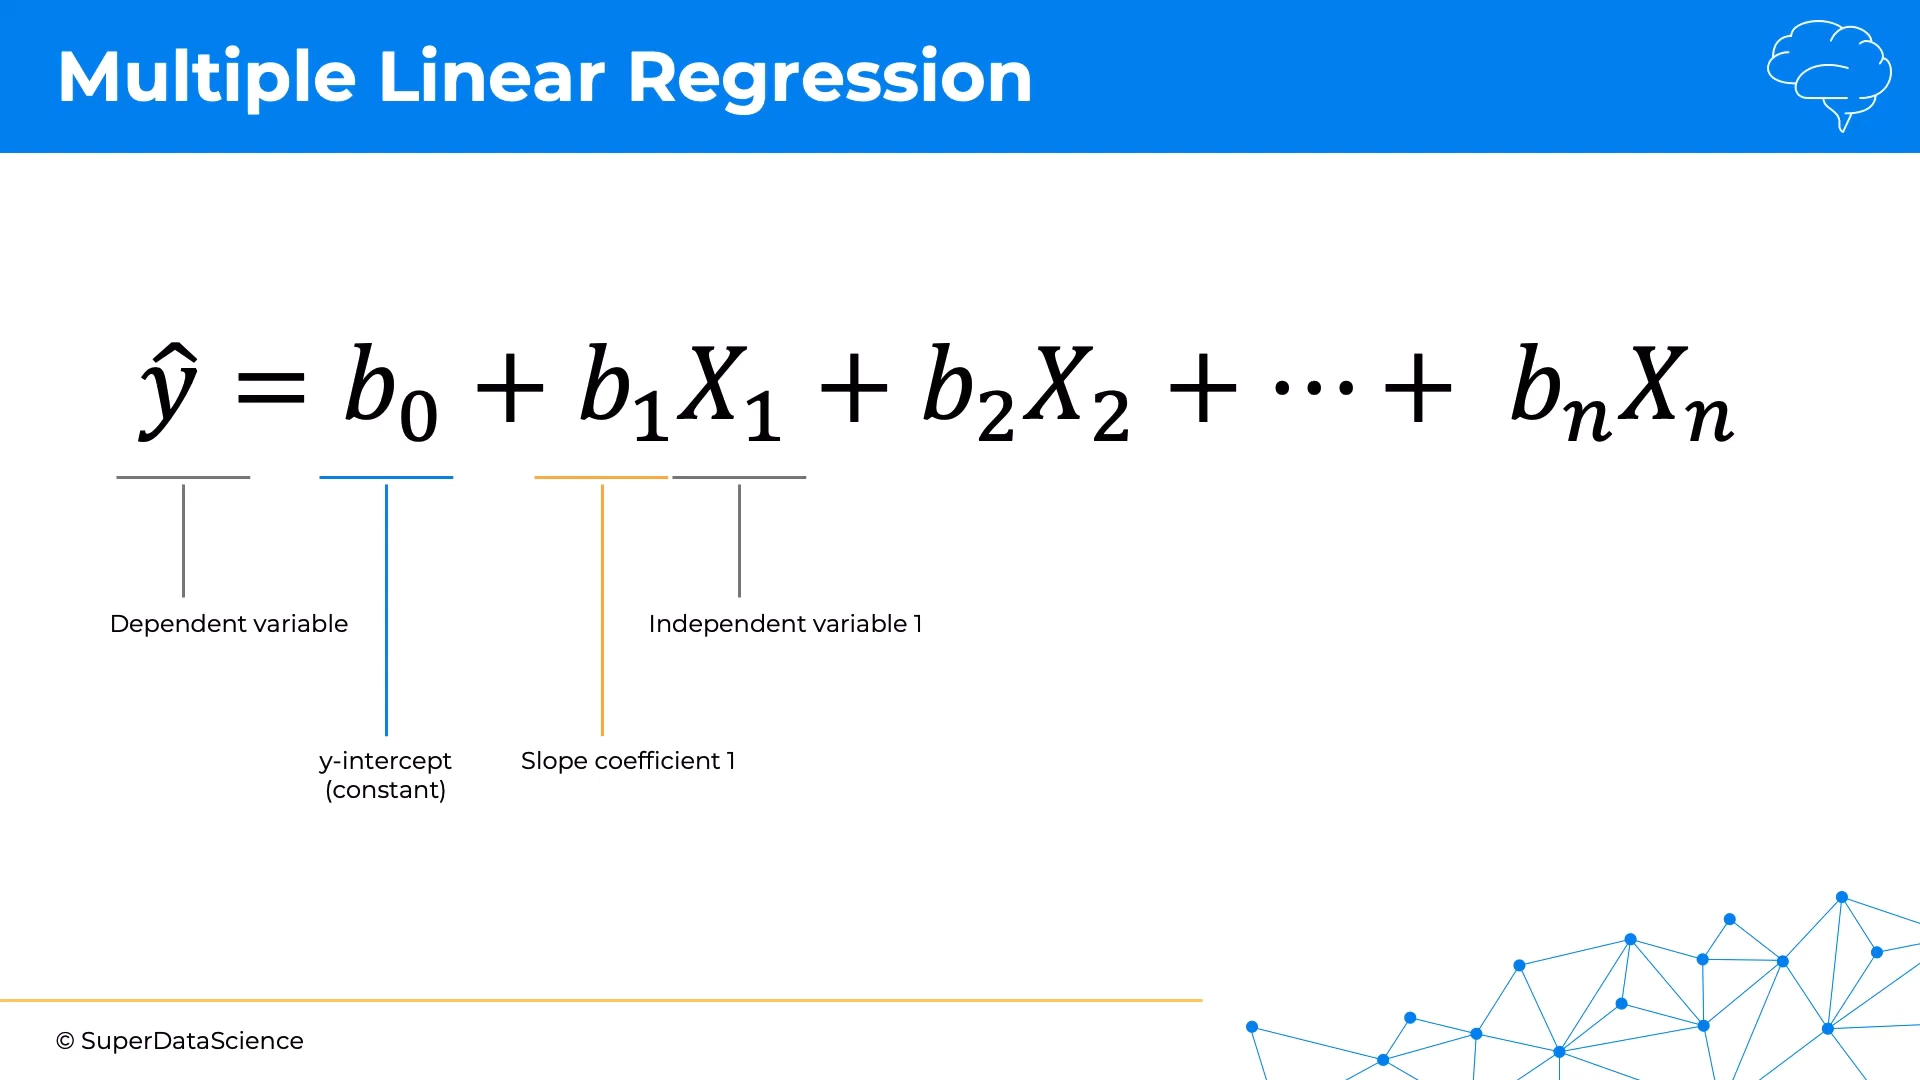 Multiple Linear Regression
ŷ = b₀ + b₁X₁ + b₂X₂ + ⋯ + bₙXₙ
Dependent variable
Independent variable 1
y-intercept
(constant)
Slope coefficient 1
© SuperDataScience